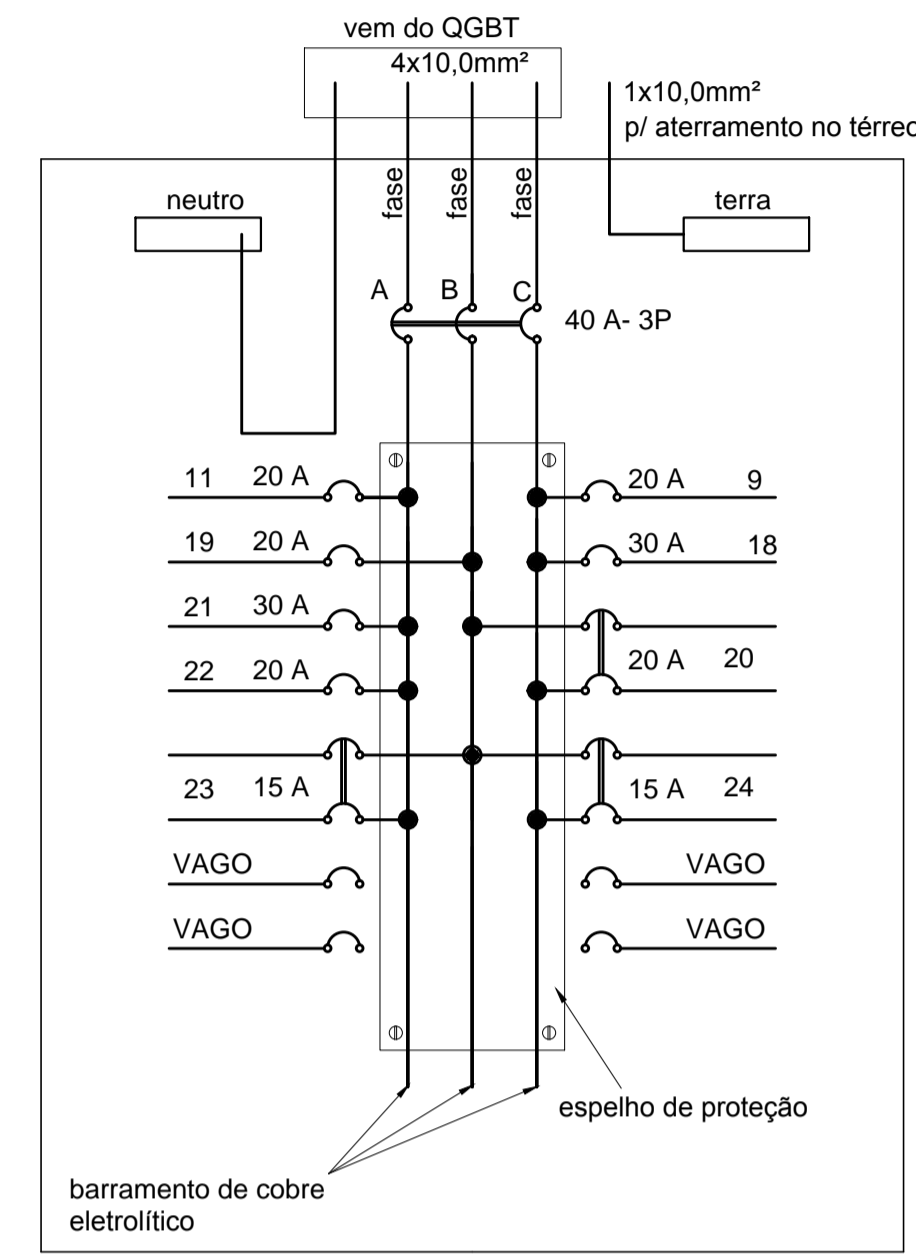 vem do QGBT
4x10,0mm²
1x10,0mm²
p/ aterramento no térreo
neutro
fase
fase
fase
terra
A
B
C
40 A- 3P
11 20 A
20 A 9
19 20 A
30 A 18
21 30 A
20 A 20
22 20 A
23 15 A
15 A 24
VAGO
VAGO
VAGO
VAGO
espelho de proteção
barramento de cobre
eletrolítico